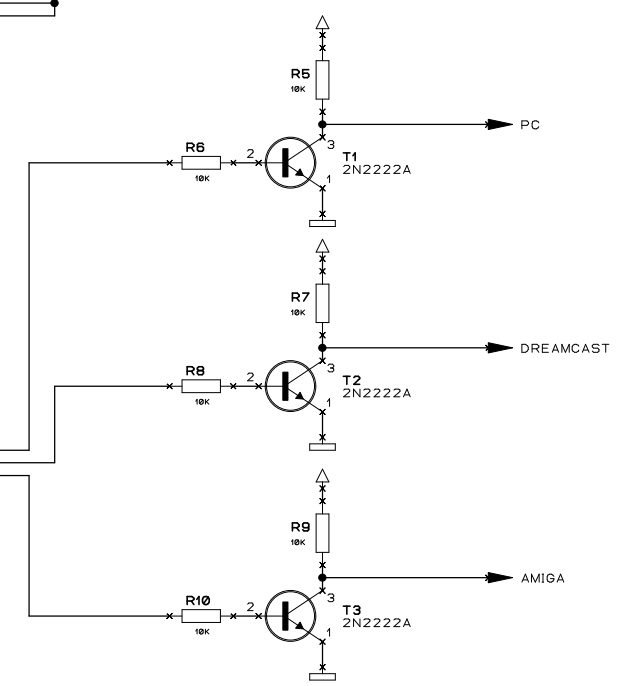 R5
10K
PC
3
R6
10K
2
T1
2N2222A
1
R7
10K
DREAMCAST
3
R8
10K
2
T2
2N2222A
1
R9
10K
AMIGA
3
R10
10K
2
T3
2N2222A
1